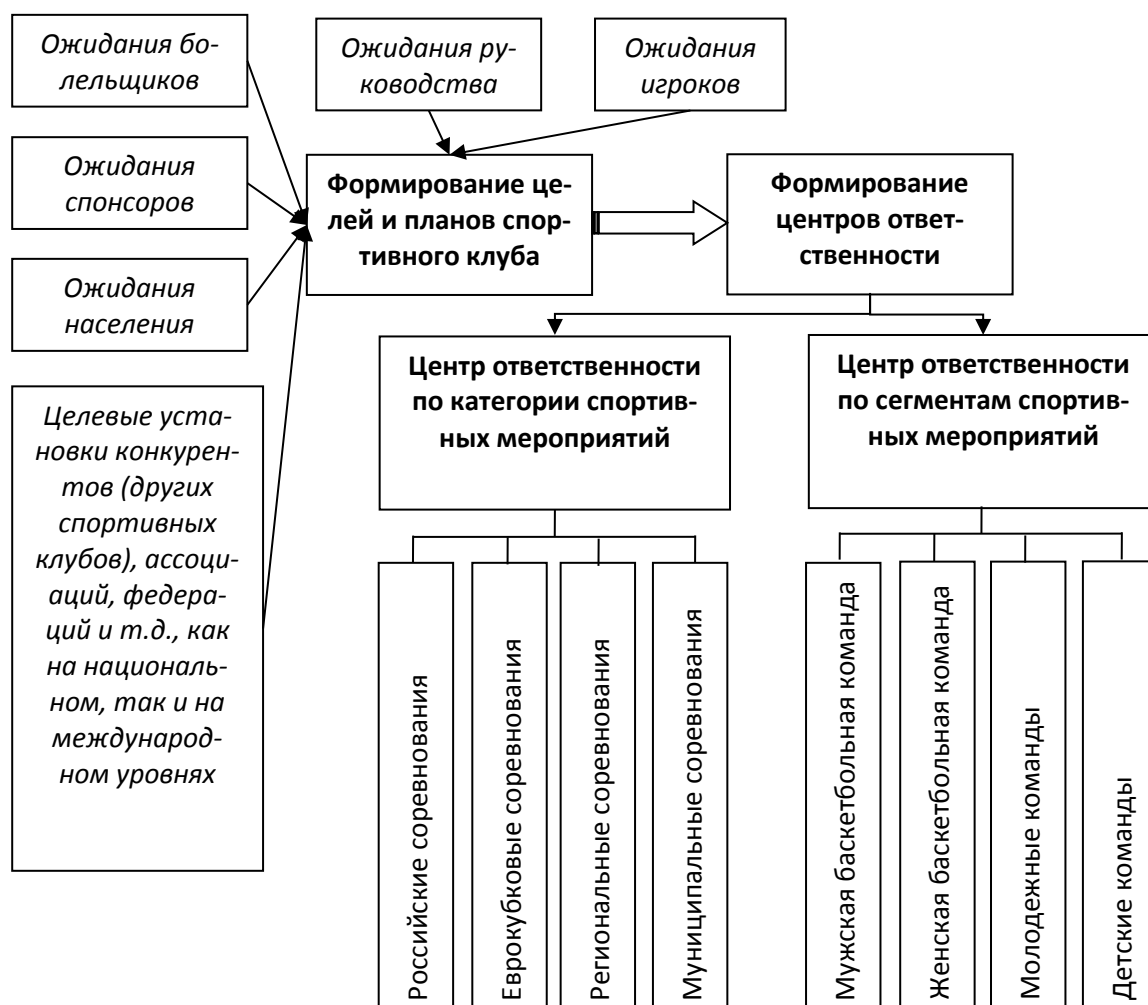 Ожидания бо-
лельщиков
Ожидания ру-
ководства
Ожидания
игроков
Ожидания
спонсоров
Ожидания
населения
Целевые уста-
новки конкурен-
тов (других
спортивных
клубов), ассоци-
аций, федера-
ций и т.д., как
на националь-
ном, так и на
международ-
ном уровнях
Формирование це-
лей и планов спор-
тивного клуба
Формирование
центров ответ-
ственности
Центр ответственности
по категории спортив-
ных мероприятий
Центр ответственности
по сегментам спортив-
ных мероприятий
Российские соревнования
Еврокубковые соревнования
Региональные соревнования
Муниципальные соревнования
Мужская баскетбольная команда
Женская баскетбольная команда
Молодежные команды
Детские команды